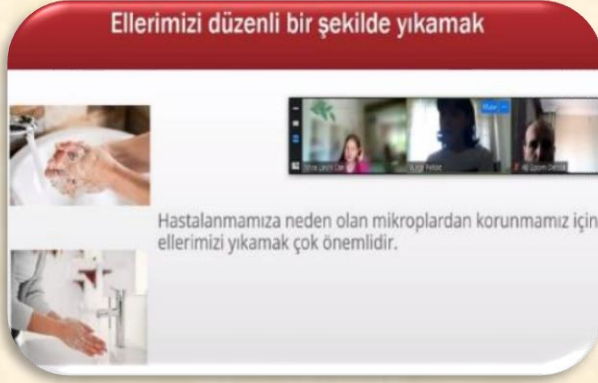 Ellerimizi düzenli bir şekilde yıkamak
Hastalanmamıza neden olan mikroplardan korunmamız için
ellerimizi yıkamak çok önemlidir.